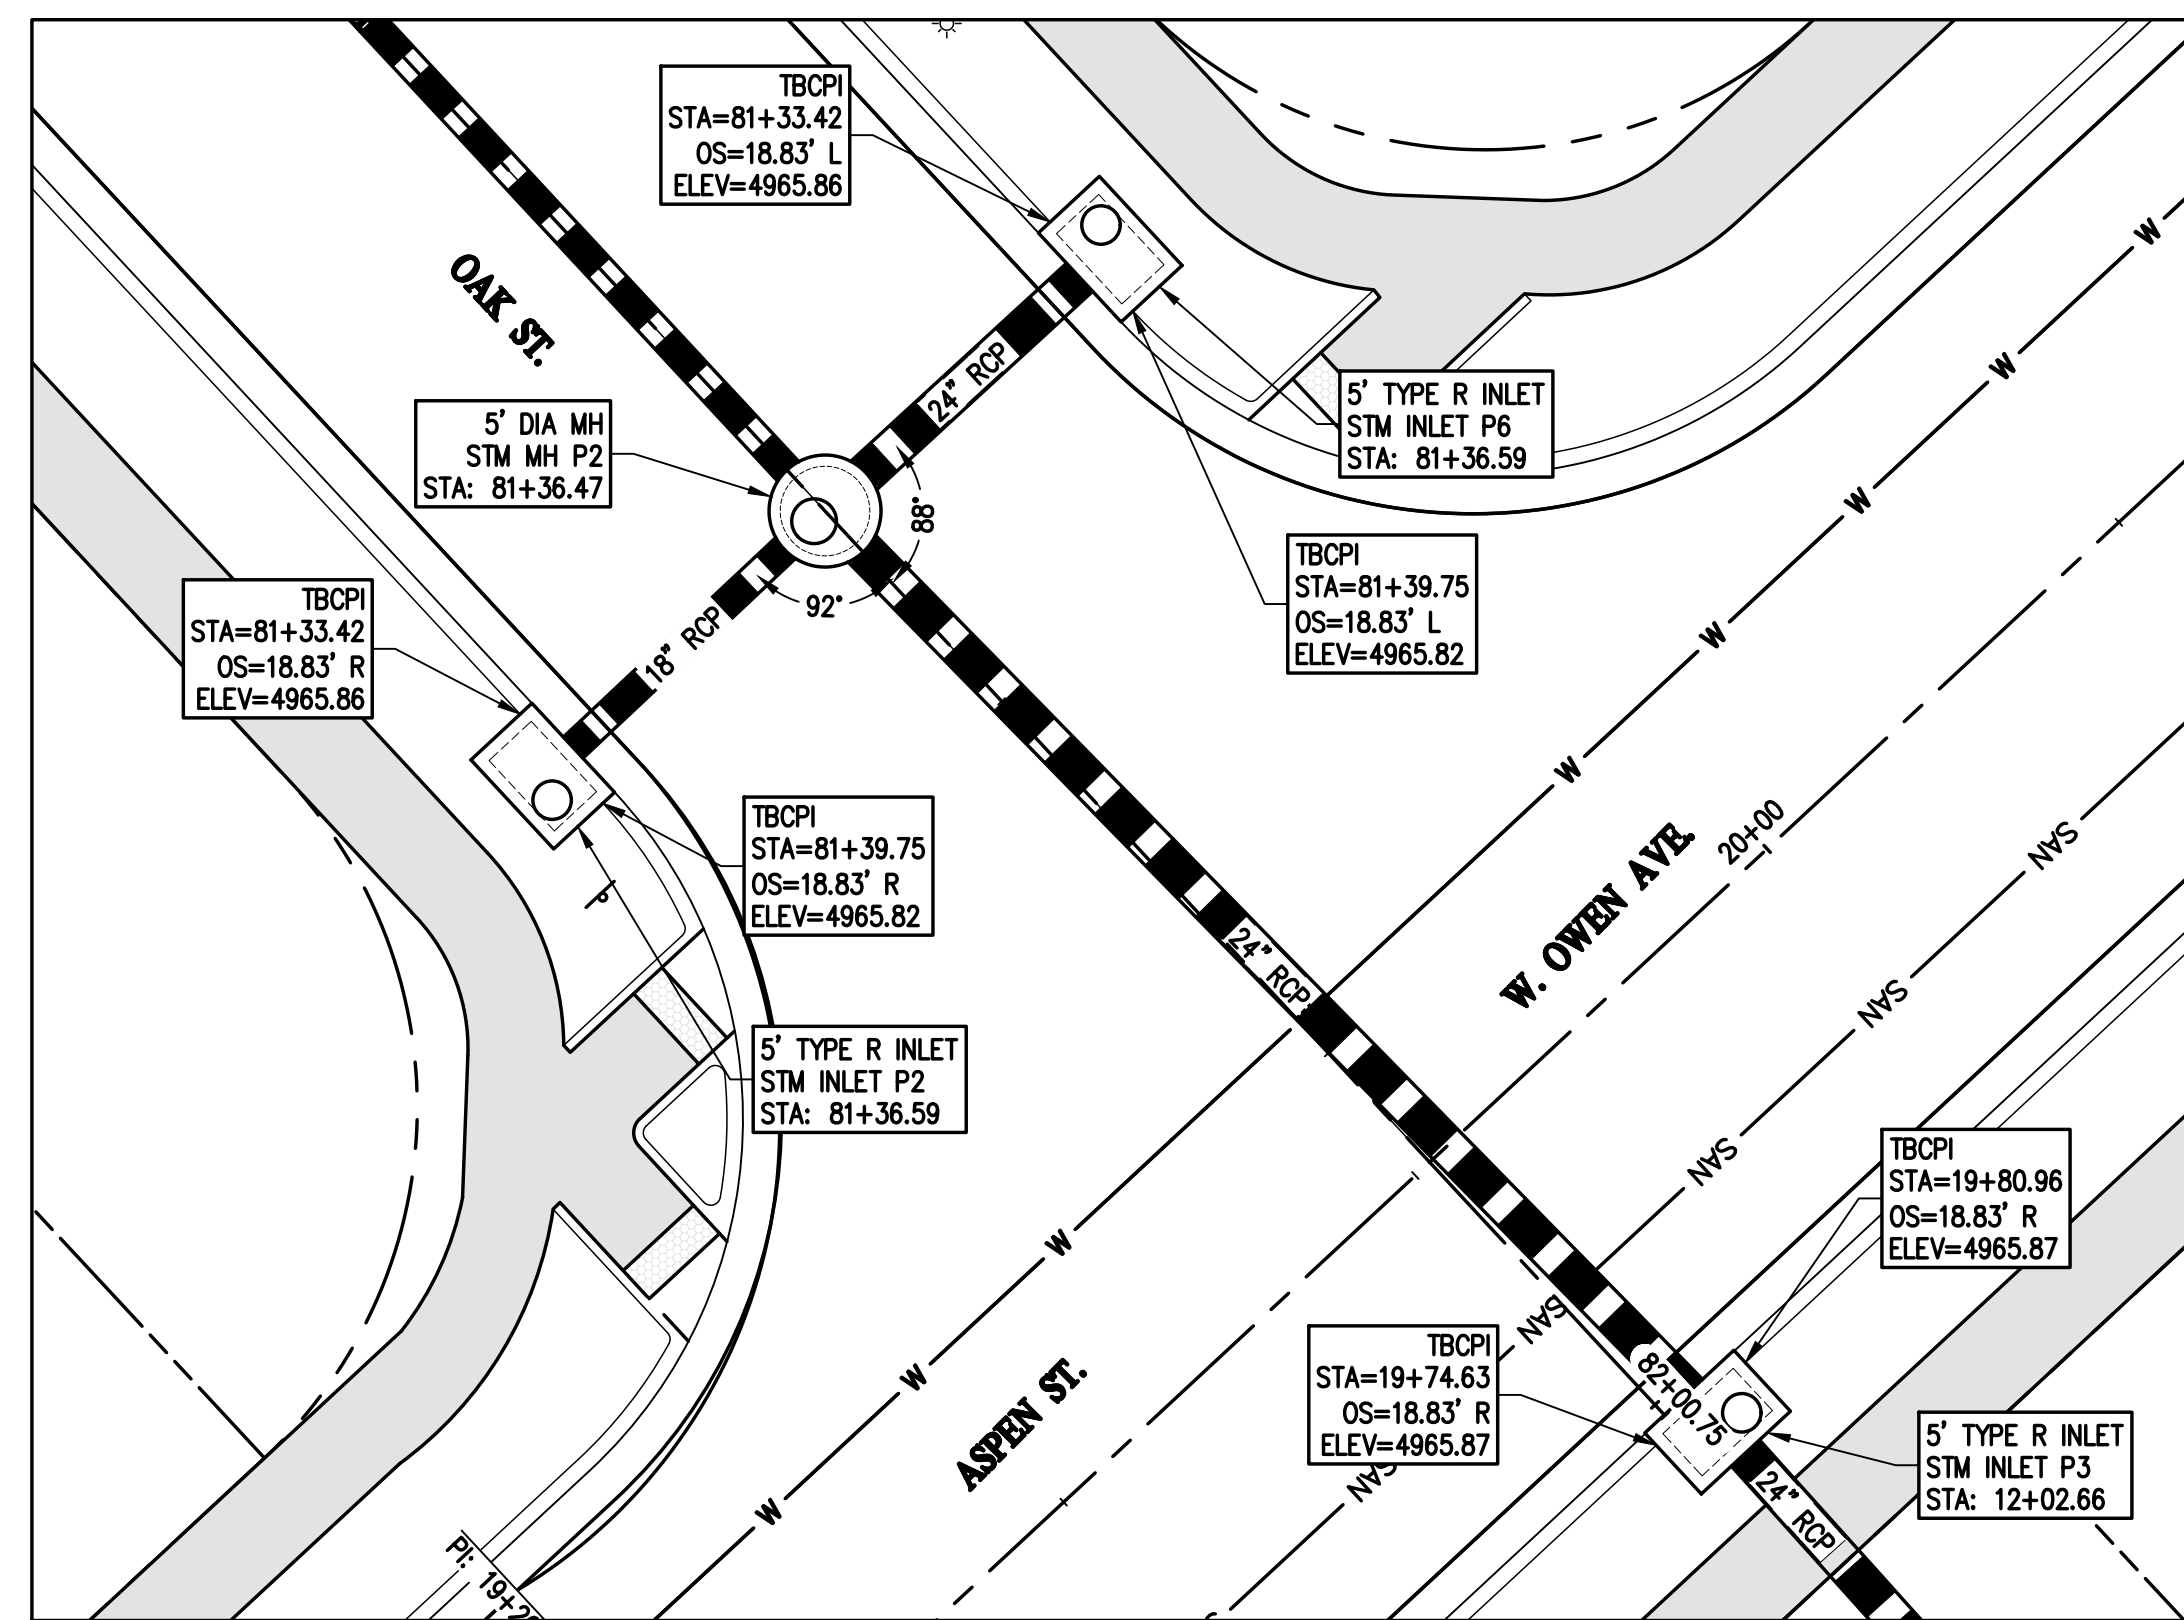 TBCPI
STA=81+33.42
OS=18.83' L
ELEV=4965.86
OAK ST.
24" RCP
5' TYPE R INLET
STM INLET P6
STA: 81+36.59
5' DIA MH
STM MH P2
STA: 81+36.47
88°
92°
TBCPI
STA=81+39.75
OS=18.83' L
ELEV=4965.82
TBCPI
STA=81+33.42
OS=18.83' R
ELEV=4965.86
18" RCP
TBCPI
STA=81+39.75
OS=18.83' R
ELEV=4965.82
P
5' TYPE R INLET
STM INLET P2
STA: 81+36.59
24" RCP
W
W
W
W
W
W. OWEN AVE.
20+00
SAN
SAN
SAN
SAN
SAN
W
W
W
ASPEN ST.
TBCPI
STA=19+80.96
OS=18.83' R
ELEV=4965.87
TBCPI
STA=19+74.63
OS=18.83' R
ELEV=4965.87
82+00.75
5' TYPE R INLET
STM INLET P3
STA: 12+02.66
24" RCP
PI: